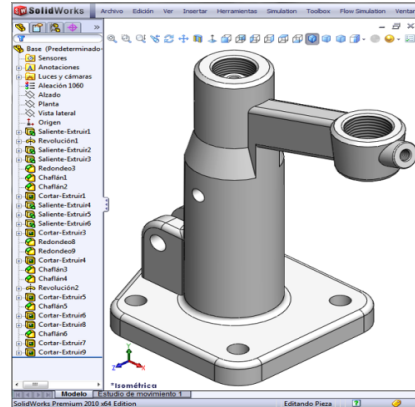 SolidWorks Archivo Edición Ver Insertar Herramientas Simulation Toolbox Flow Simulation Ventan
Base (Predeterminado
Sensores
Anotaciones
Luces y cámaras
Aleación 1060
Alzado
Planta
Vista lateral
Origen
Saliente-Extruir1
Revolución1
Saliente-Extruir2
Saliente-Extruir3
Redondeo3
Chaflán1
Chaflán2
Cortar-Extruir1
Saliente-Extruir4
Saliente-Extruir5
Saliente-Extruir6
Cortar-Extruir3
Redondeo8
Redondeo9
Cortar-Extruir4
Chaflán3
Chaflán4
Revolución2
Cortar-Extruir5
Chaflán5
Cortar-Extruir6
Cortar-Extruir8
Chaflán6
Cortar-Extruir7
Cortar-Extruir9
Y
Z X
*Isométrica
Modelo Estudio de movimiento 1
SolidWorks Premium 2010 x64 Edition Editando Pieza